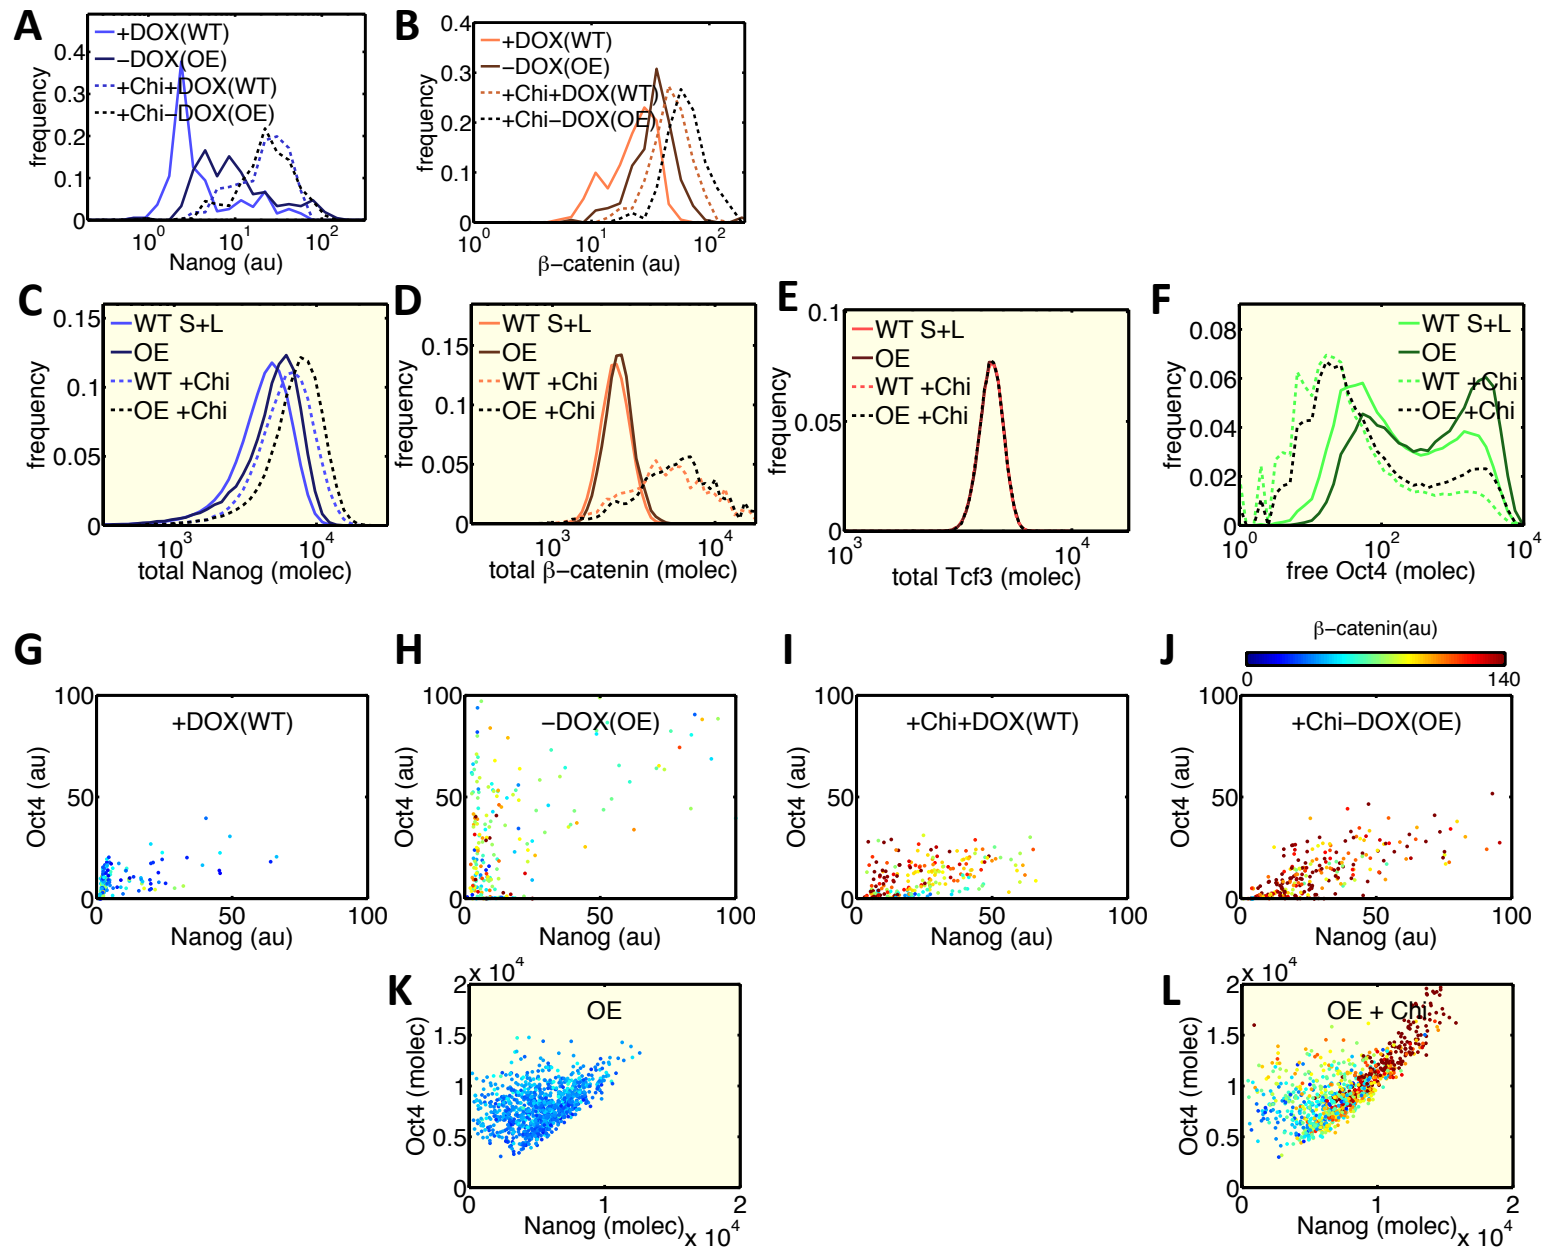 A
+DOX(WT)
−DOX(OE)
+Chi+DOX(WT)
+Chi−DOX(OE)
frequency
0.4
0.3
0.2
0.1
0
10^0
10^1
10^2
Nanog (au)
B
+DOX(WT)
−DOX(OE)
+Chi+DOX(WT)
+Chi−DOX(OE)
frequency
0.4
0.3
0.2
0.1
0
10^0
10^1
10^2
β−catenin (au)
C
WT S+L
OE
WT +Chi
OE +Chi
frequency
0.15
0.1
0.05
0
10^3
10^4
total Nanog (molec)
D
WT S+L
OE
WT +Chi
OE +Chi
frequency
0.15
0.1
0.05
0
10^3
10^4
total β−catenin (molec)
E
WT S+L
OE
WT +Chi
OE +Chi
frequency
0.1
0.05
0
10^3
10^4
total Tcf3 (molec)
F
WT S+L
OE
WT +Chi
OE +Chi
frequency
0.08
0.06
0.04
0.02
0
10^0
10^2
10^4
free Oct4 (molec)
G
+DOX(WT)
Oct4 (au)
100
50
0
0 50 100
Nanog (au)
H
−DOX(OE)
Oct4 (au)
100
50
0
0 50 100
Nanog (au)
I
+Chi+DOX(WT)
Oct4 (au)
100
50
0
0 50 100
Nanog (au)
J
β−catenin(au)
0 140
+Chi−DOX(OE)
Oct4 (au)
100
50
0
0 50 100
Nanog (au)
K
x 10^4
OE
Oct4 (molec)
2
1.5
1
0.5
0
0 1 2
Nanog (molec)
x 10^4
L
x 10^4
OE + Chi
Oct4 (molec)
2
1.5
1
0.5
0
0 1 2
Nanog (molec)
x 10^4